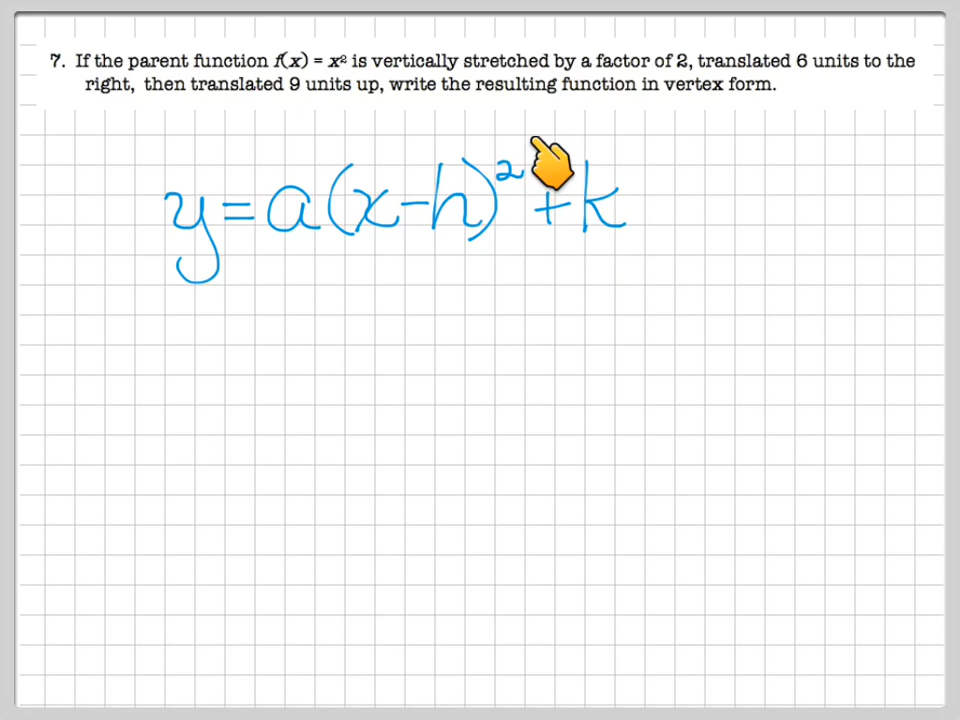 7. If the parent function f(x) = x² is vertically stretched by a factor of 2, translated 6 units to the
right, then translated 9 units up, write the resulting function in vertex form.
y = a(x-h)² + k